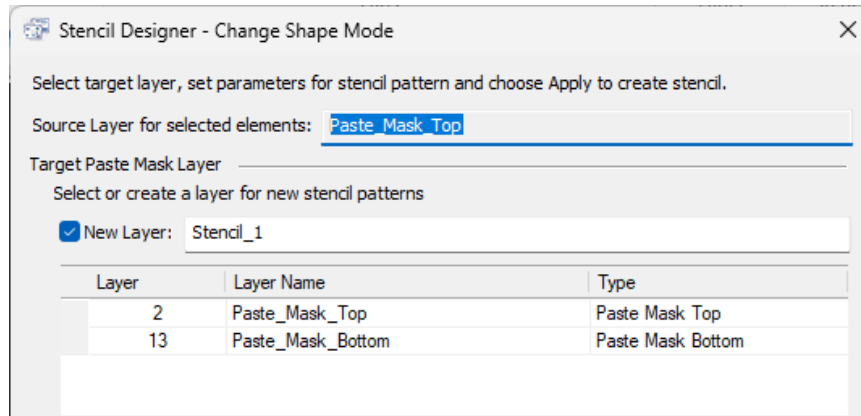 Stencil Designer - Change Shape Mode
Select target layer, set parameters for stencil pattern and choose Apply to create stencil.
Source Layer for selected elements: Paste_Mask_Top
Target Paste Mask Layer
Select or create a layer for new stencil patterns
New Layer: Stencil_1
Layer Layer Name Type
2 Paste_Mask_Top Paste Mask Top
13 Paste_Mask_Bottom Paste Mask Bottom